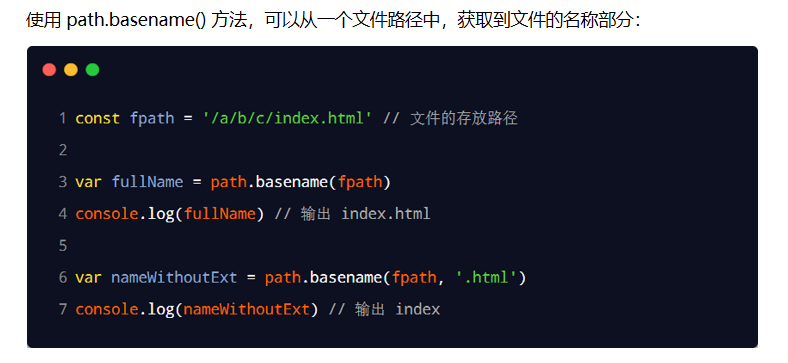 使用 path.basename() 方法，可以从一个文件路径中，获取到文件的名称部分：
1 const fpath = '/a/b/c/index.html' // 文件的存放路径
2
3 var fullName = path.basename(fpath)
4 console.log(fullName) // 输出 index.html
5
6 var nameWithoutExt = path.basename(fpath, '.html')
7 console.log(nameWithoutExt) // 输出 index